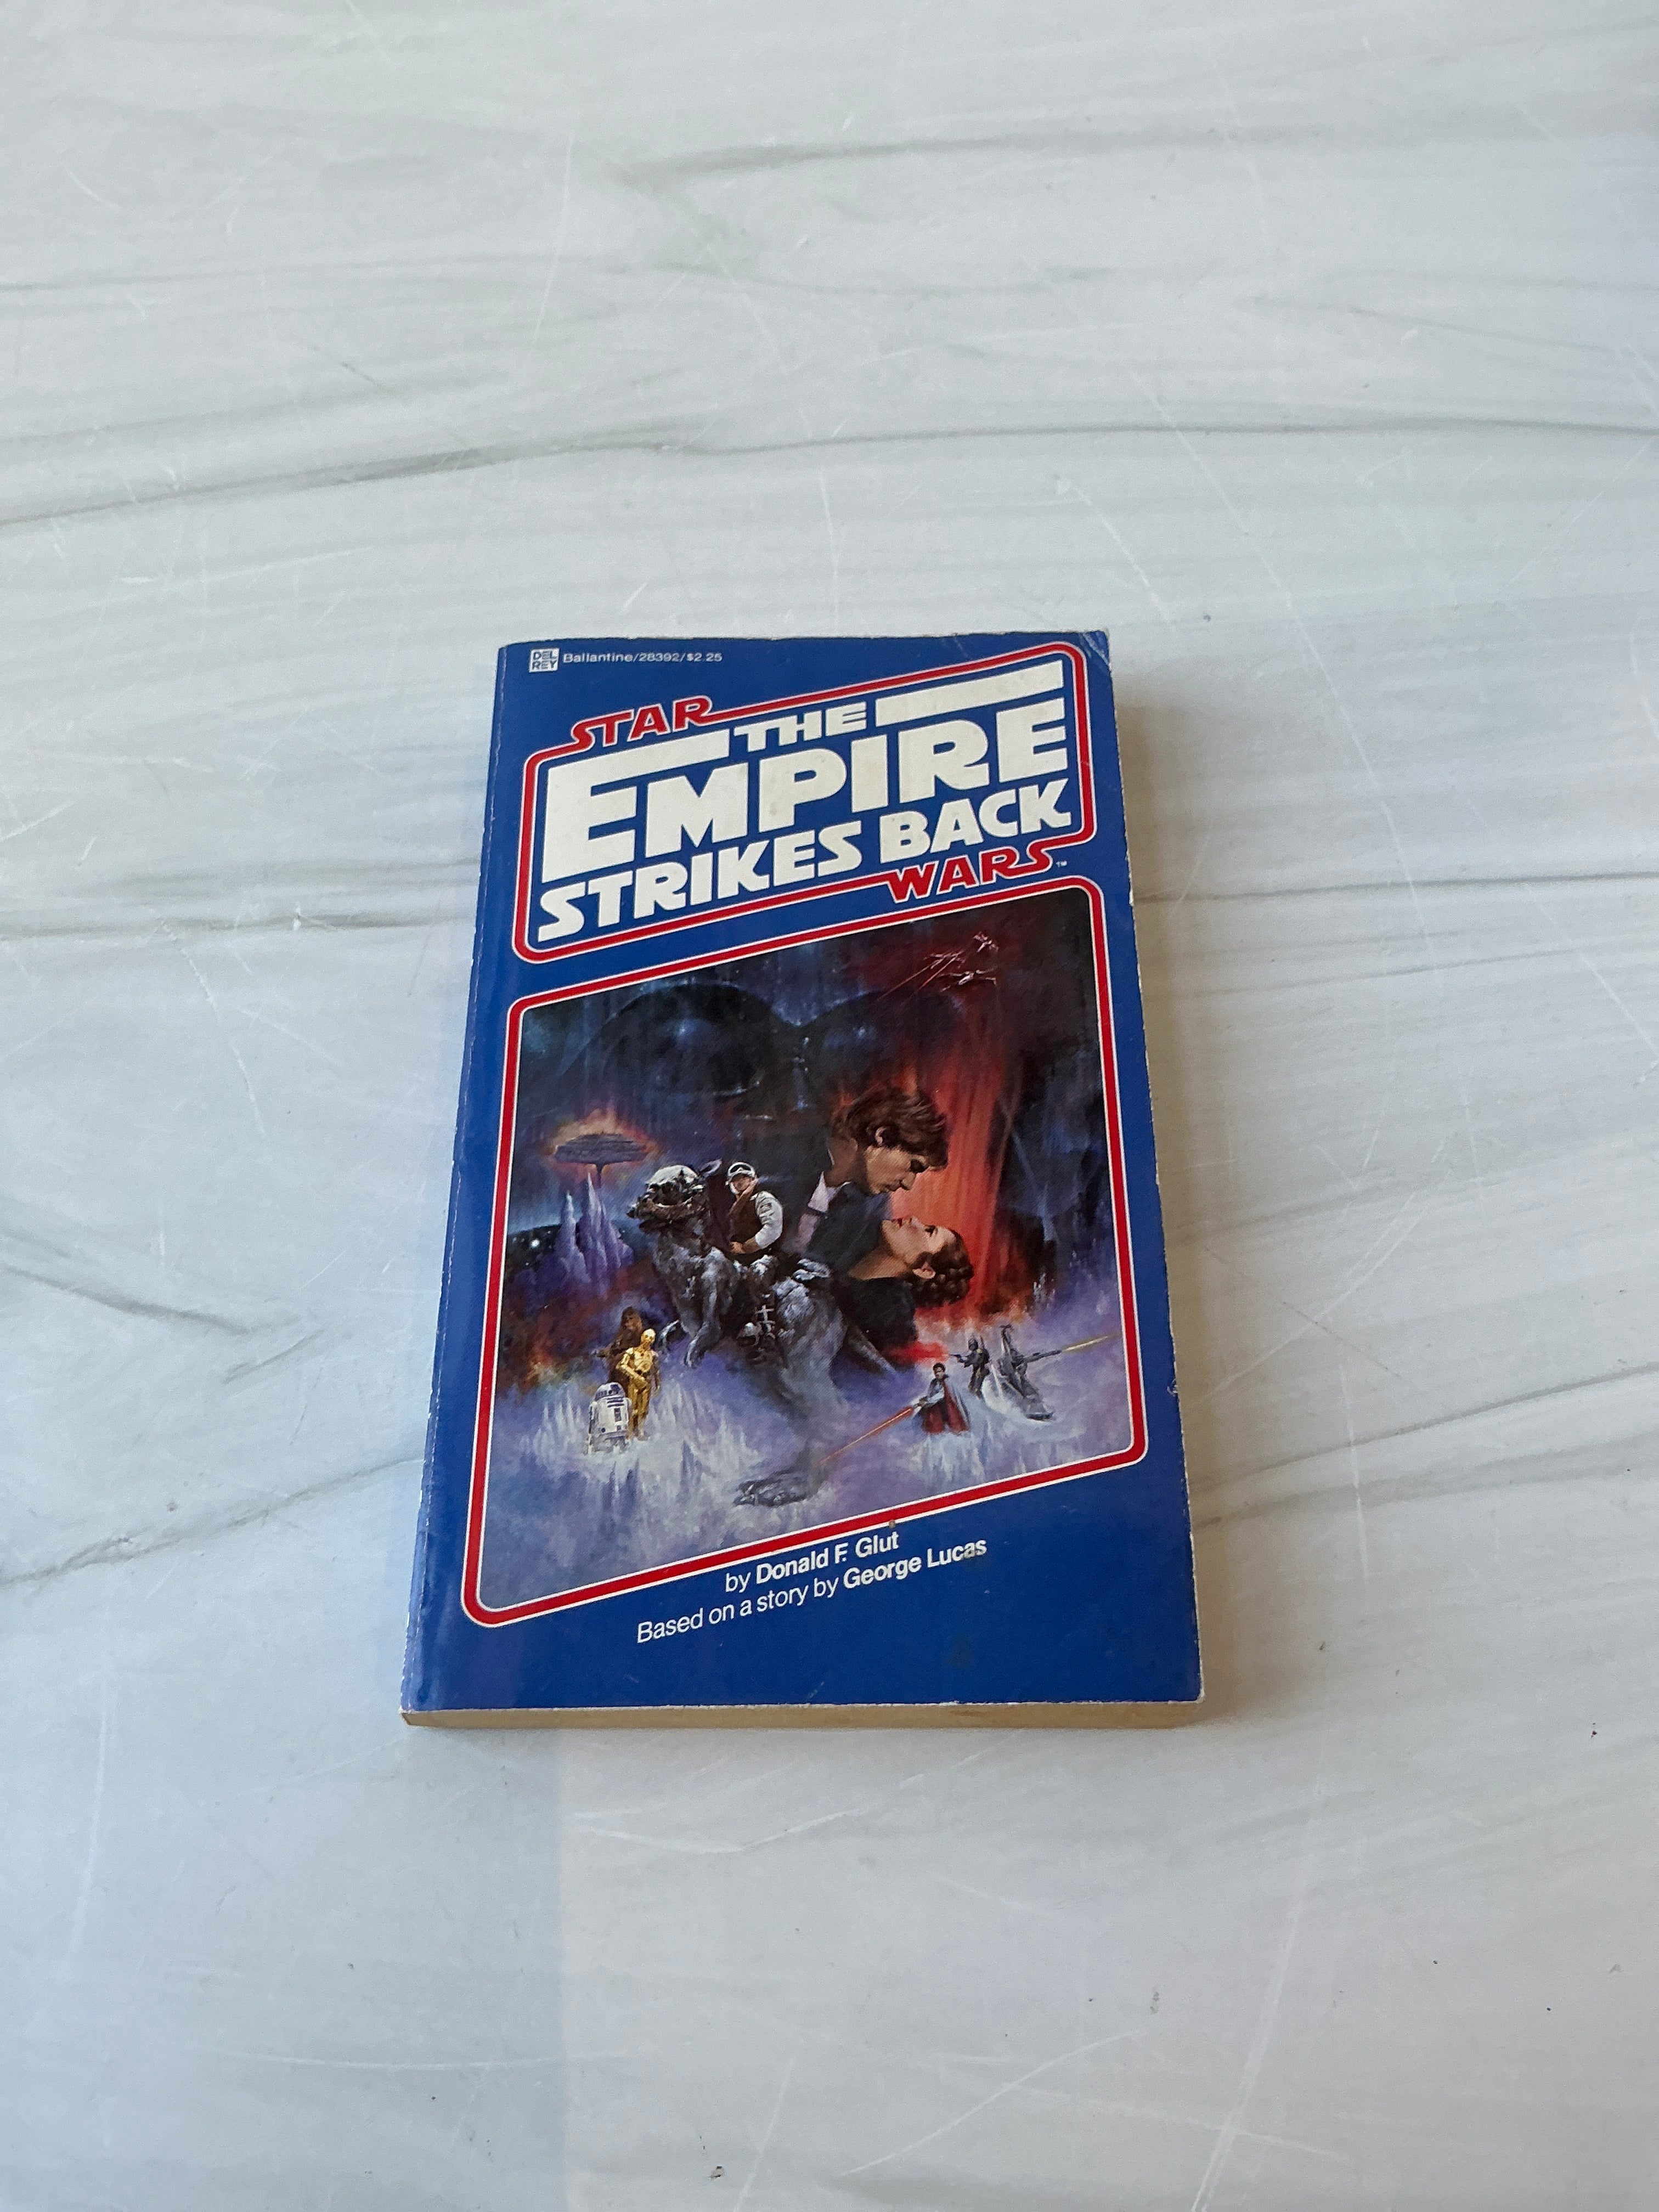 DEL REY Ballantine/28392/$2.25
STAR
THE
EMPIRE
STRIKES BACK
WARS™
by Donald F. Glut
Based on a story by George Lucas